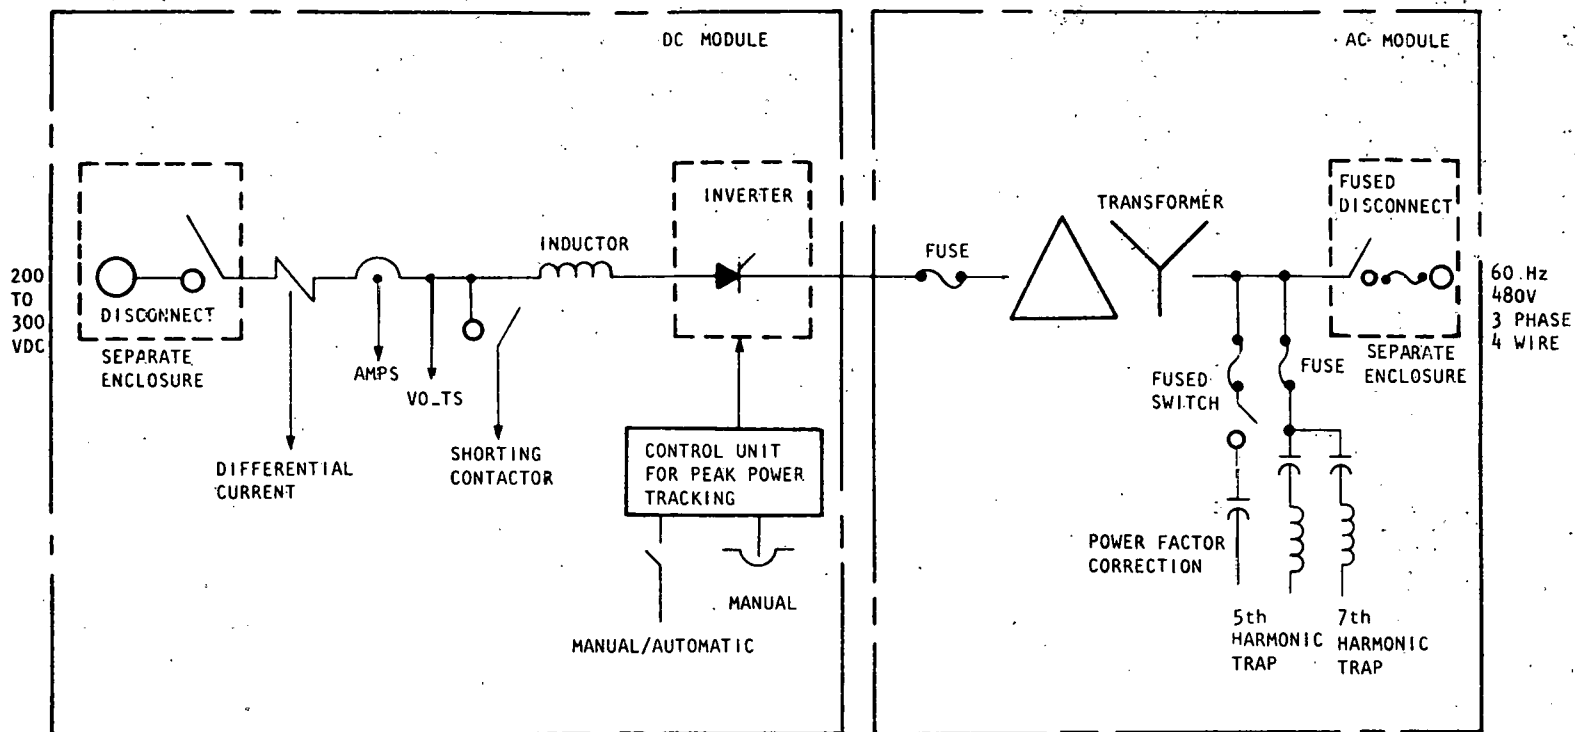 DC MODULE
AC MODULE
200
TO
300
VDC
DISCONNECT
SEPARATE
ENCLOSURE
DIFFERENTIAL
CURRENT
AMPS
VO_TS
SHORTING
CONTACTOR
INDUCTOR
INVERTER
CONTROL UNIT
FOR PEAK POWER
TRACKING
MANUAL
MANUAL/AUTOMATIC
FUSE
TRANSFORMER
FUSED
DISCONNECT
SEPARATE
ENCLOSURE
60 Hz
480V
3 PHASE
4 WIRE
FUSED
SWITCH
FUSE
POWER FACTOR
CORRECTION
5th
HARMONIC
TRAP
7th
HARMONIC
TRAP